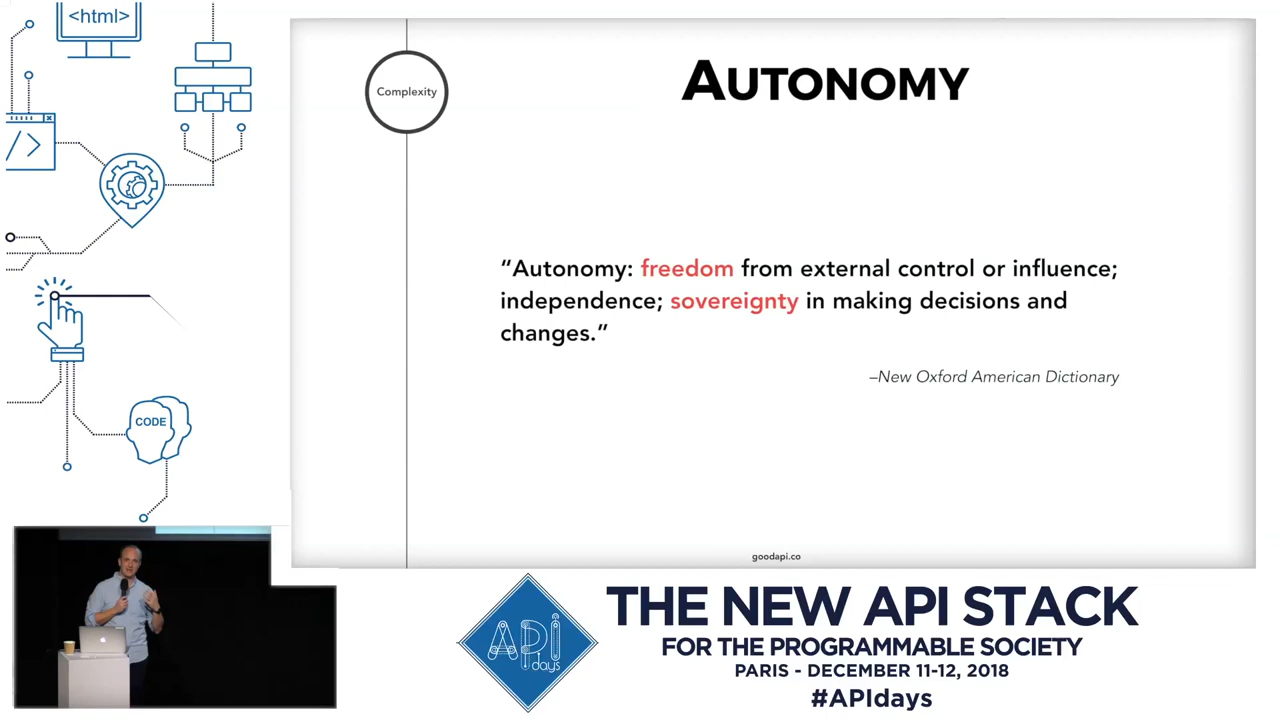 <html>
</>
CODE
Complexity
AUTONOMY
"Autonomy: freedom from external control or influence;
independence; sovereignty in making decisions and
changes."
–New Oxford American Dictionary
goodapi.co
API
days
THE NEW API STACK
FOR THE PROGRAMMABLE SOCIETY
PARIS - DECEMBER 11-12, 2018
#APIdays